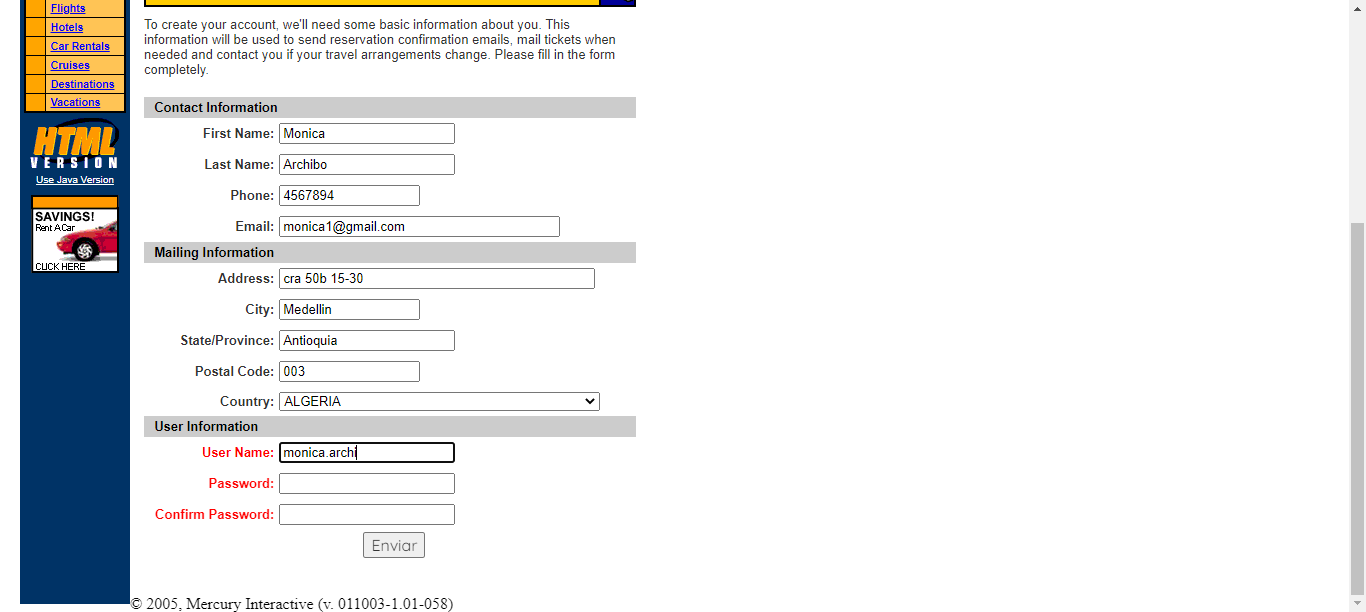 Flights
Hotels
Car Rentals
Cruises
Destinations
Vacations
HTML
VERSION
Use Java Version
SAVINGS!
Rent A Car
CLICK HERE
To create your account, we'll need some basic information about you. This
information will be used to send reservation confirmation emails, mail tickets when
needed and contact you if your travel arrangements change. Please fill in the form
completely.
Contact Information
First Name: Monica
Last Name: Archibo
Phone: 4567894
Email: monica1@gmail.com
Mailing Information
Address: cra 50b 15-30
City: Medellin
State/Province: Antioquia
Postal Code: 003
Country: ALGERIA
User Information
User Name: monica.archi
Password:
Confirm Password:
Enviar
© 2005, Mercury Interactive (v. 011003-1.01-058)